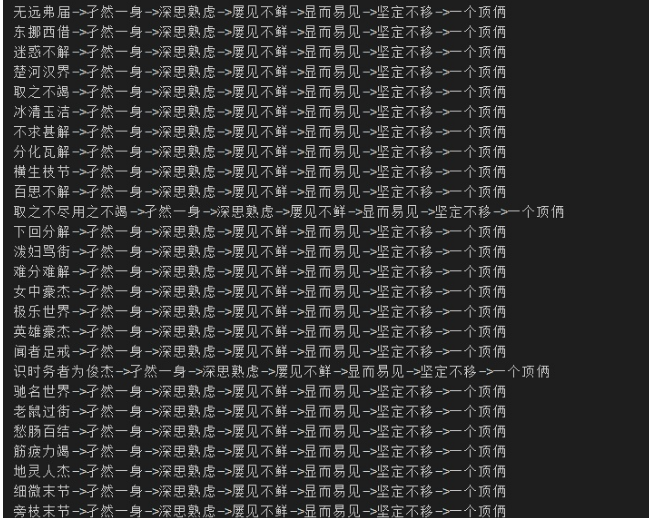 无远弗届->孑然一身->深思熟虑->屡见不鲜->显而易见->坚定不移->一个顶俩
东挪西借->孑然一身->深思熟虑->屡见不鲜->显而易见->坚定不移->一个顶俩
迷惑不解->孑然一身->深思熟虑->屡见不鲜->显而易见->坚定不移->一个顶俩
楚河汉界->孑然一身->深思熟虑->屡见不鲜->显而易见->坚定不移->一个顶俩
取之不竭->孑然一身->深思熟虑->屡见不鲜->显而易见->坚定不移->一个顶俩
冰清玉洁->孑然一身->深思熟虑->屡见不鲜->显而易见->坚定不移->一个顶俩
不求甚解->孑然一身->深思熟虑->屡见不鲜->显而易见->坚定不移->一个顶俩
分化瓦解->孑然一身->深思熟虑->屡见不鲜->显而易见->坚定不移->一个顶俩
横生枝节->孑然一身->深思熟虑->屡见不鲜->显而易见->坚定不移->一个顶俩
百思不解->孑然一身->深思熟虑->屡见不鲜->显而易见->坚定不移->一个顶俩
取之不尽用之不竭->孑然一身->深思熟虑->屡见不鲜->显而易见->坚定不移->一个顶俩
下回分解->孑然一身->深思熟虑->屡见不鲜->显而易见->坚定不移->一个顶俩
泼妇骂街->孑然一身->深思熟虑->屡见不鲜->显而易见->坚定不移->一个顶俩
难分难解->孑然一身->深思熟虑->屡见不鲜->显而易见->坚定不移->一个顶俩
女中豪杰->孑然一身->深思熟虑->屡见不鲜->显而易见->坚定不移->一个顶俩
极乐世界->孑然一身->深思熟虑->屡见不鲜->显而易见->坚定不移->一个顶俩
英雄豪杰->孑然一身->深思熟虑->屡见不鲜->显而易见->坚定不移->一个顶俩
闻者足戒->孑然一身->深思熟虑->屡见不鲜->显而易见->坚定不移->一个顶俩
识时务者为俊杰->孑然一身->深思熟虑->屡见不鲜->显而易见->坚定不移->一个顶俩
驰名世界->孑然一身->深思熟虑->屡见不鲜->显而易见->坚定不移->一个顶俩
老鼠过街->孑然一身->深思熟虑->屡见不鲜->显而易见->坚定不移->一个顶俩
愁肠百结->孑然一身->深思熟虑->屡见不鲜->显而易见->坚定不移->一个顶俩
筋疲力竭->孑然一身->深思熟虑->屡见不鲜->显而易见->坚定不移->一个顶俩
地灵人杰->孑然一身->深思熟虑->屡见不鲜->显而易见->坚定不移->一个顶俩
细微末节->孑然一身->深思熟虑->屡见不鲜->显而易见->坚定不移->一个顶俩
旁枝末节->孑然一身->深思熟虑->屡见不鲜->显而易见->坚定不移->一个顶俩